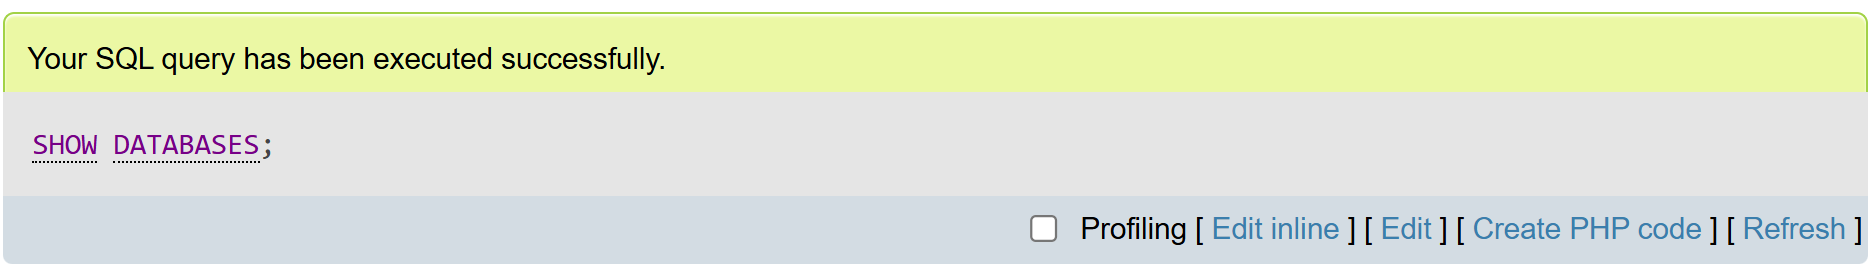 Your SQL query has been executed successfully.
SHOW DATABASES;
Profiling [ Edit inline ] [ Edit ] [ Create PHP code ] [ Refresh ]